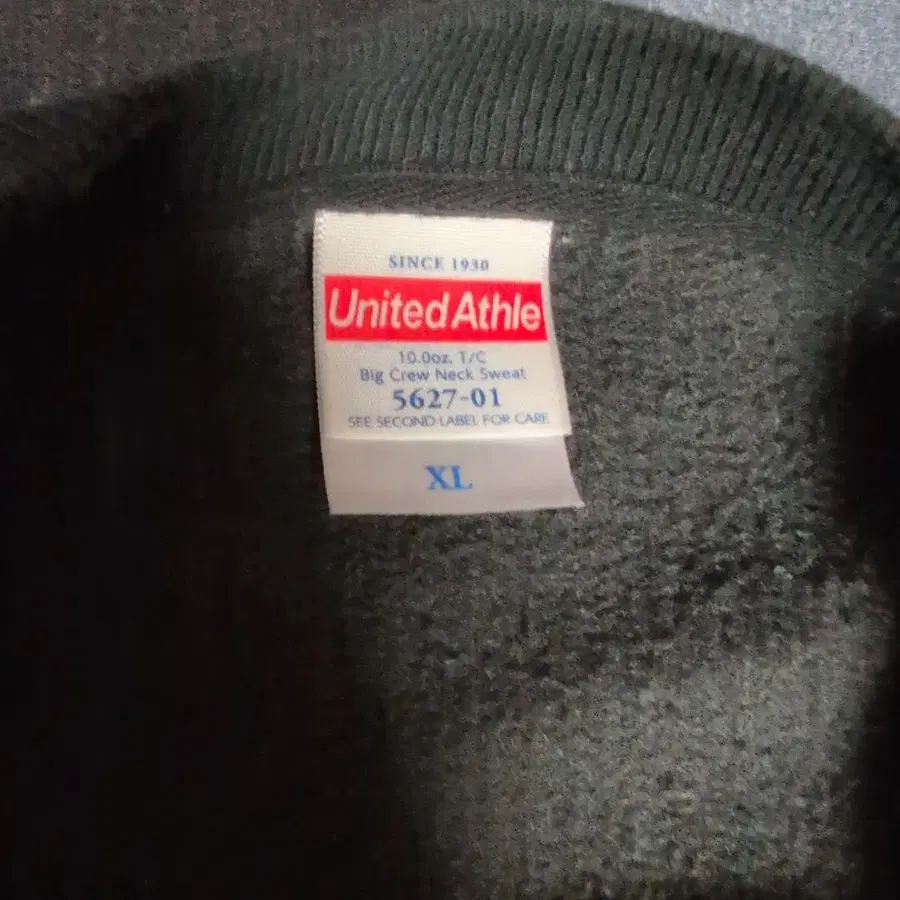 SINCE 1930
United Athle
10.0oz. T/C
Big Crew Neck Sweat
5627-01
SEE SECOND LABEL FOR CARE
XL